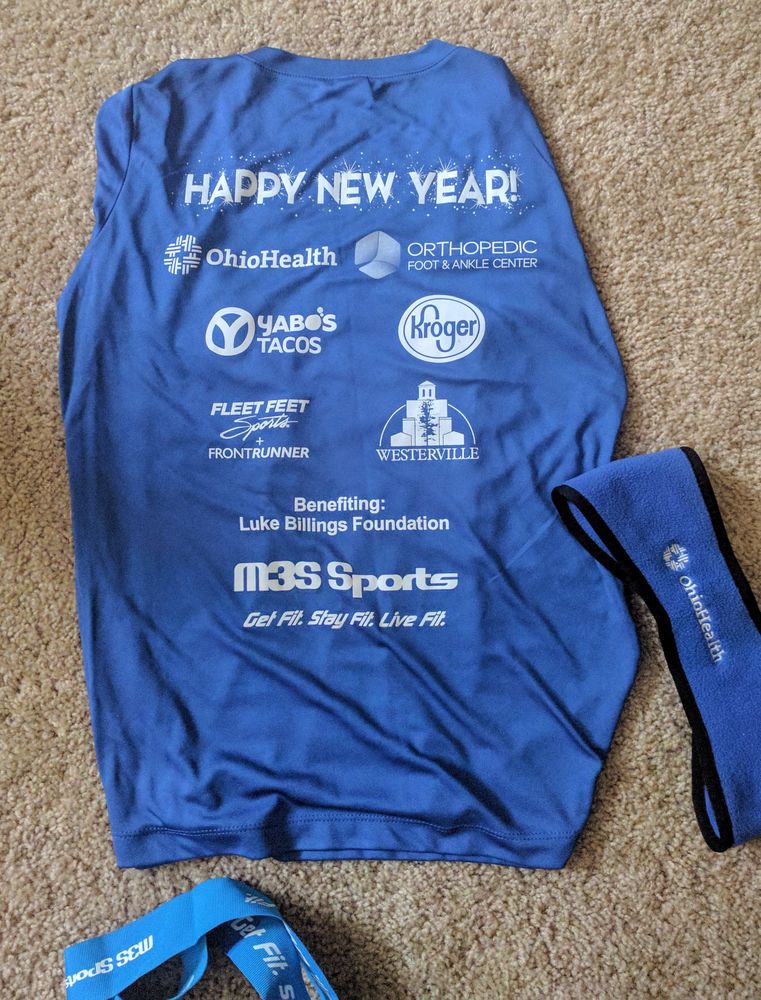 HAPPY NEW YEAR!
OhioHealth
ORTHOPEDIC
FOOT & ANKLE CENTER
YABO'S
TACOS
Kroger
FLEET FEET
Sports
+
FRONTRUNNER
WESTERVILLE
Benefiting:
Luke Billings Foundation
M3S Sports
Get Fit. Stay Fit. Live Fit.
OhioHealth
M3S Sports
Get Fit.